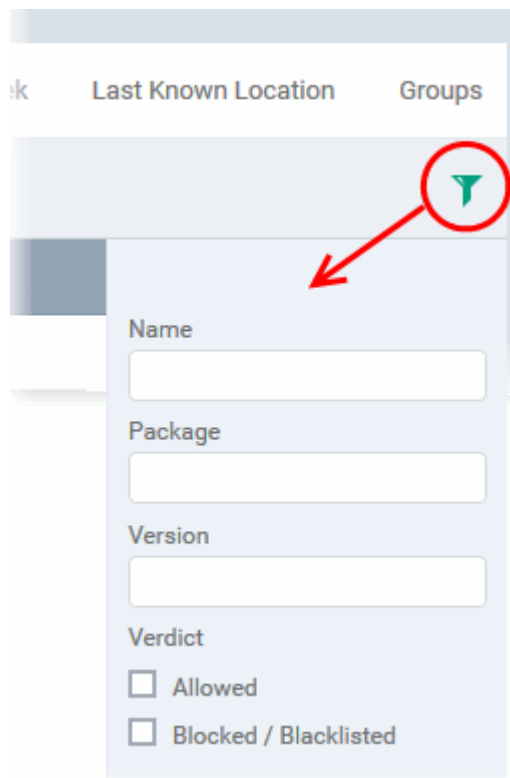 Last Known Location Groups
Name
Package
Version
Verdict
Allowed
Blocked / Blacklisted